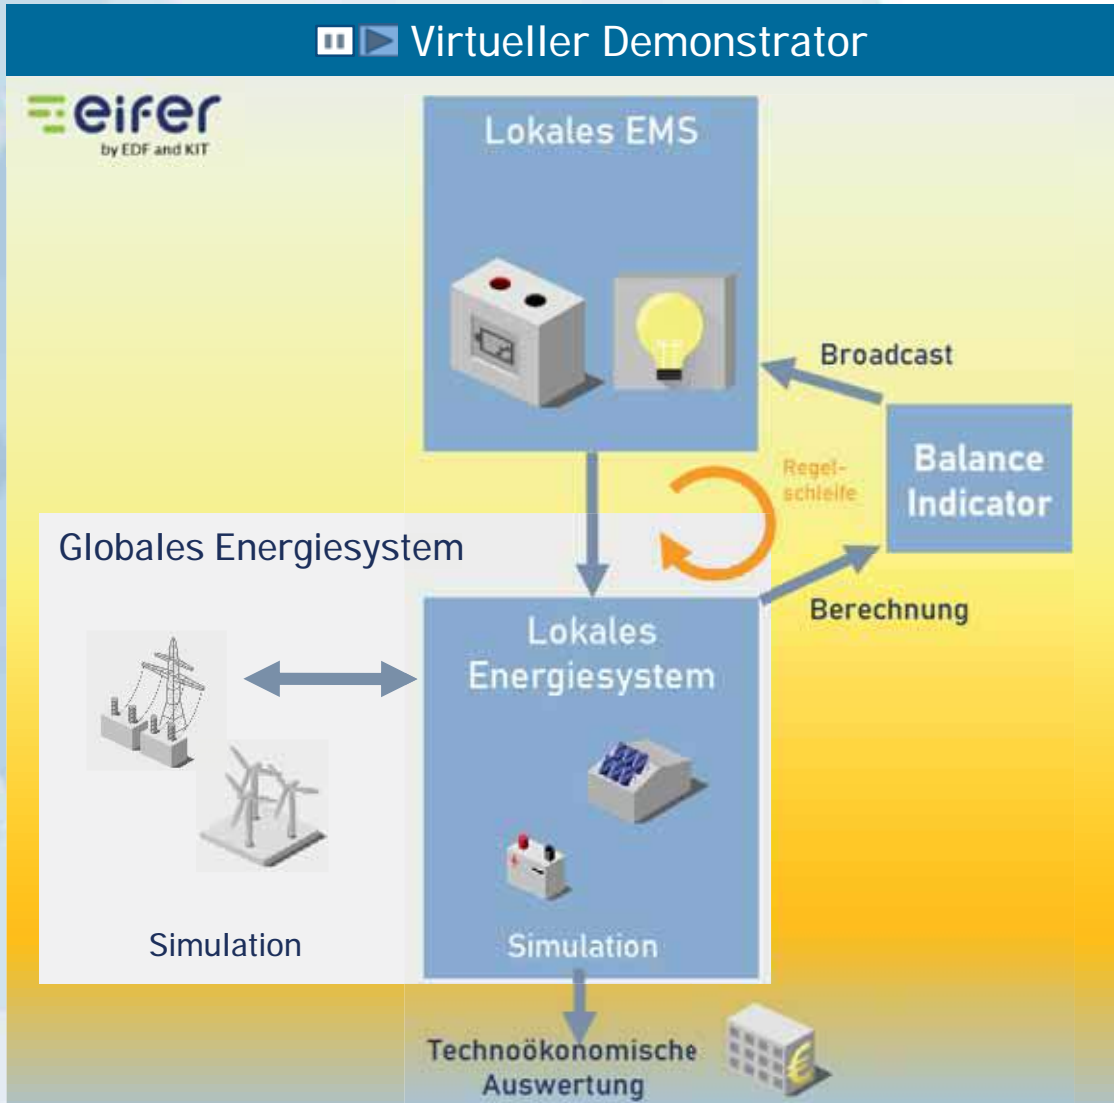 Virtueller Demonstrator
eifer
by EDF and KIT
Lokales EMS
Broadcast
Balance
Indicator
Regel-
schleife
Globales Energiesystem
Berechnung
Lokales
Energiesystem
Simulation
Simulation
Technoökonomische
Auswertung
€